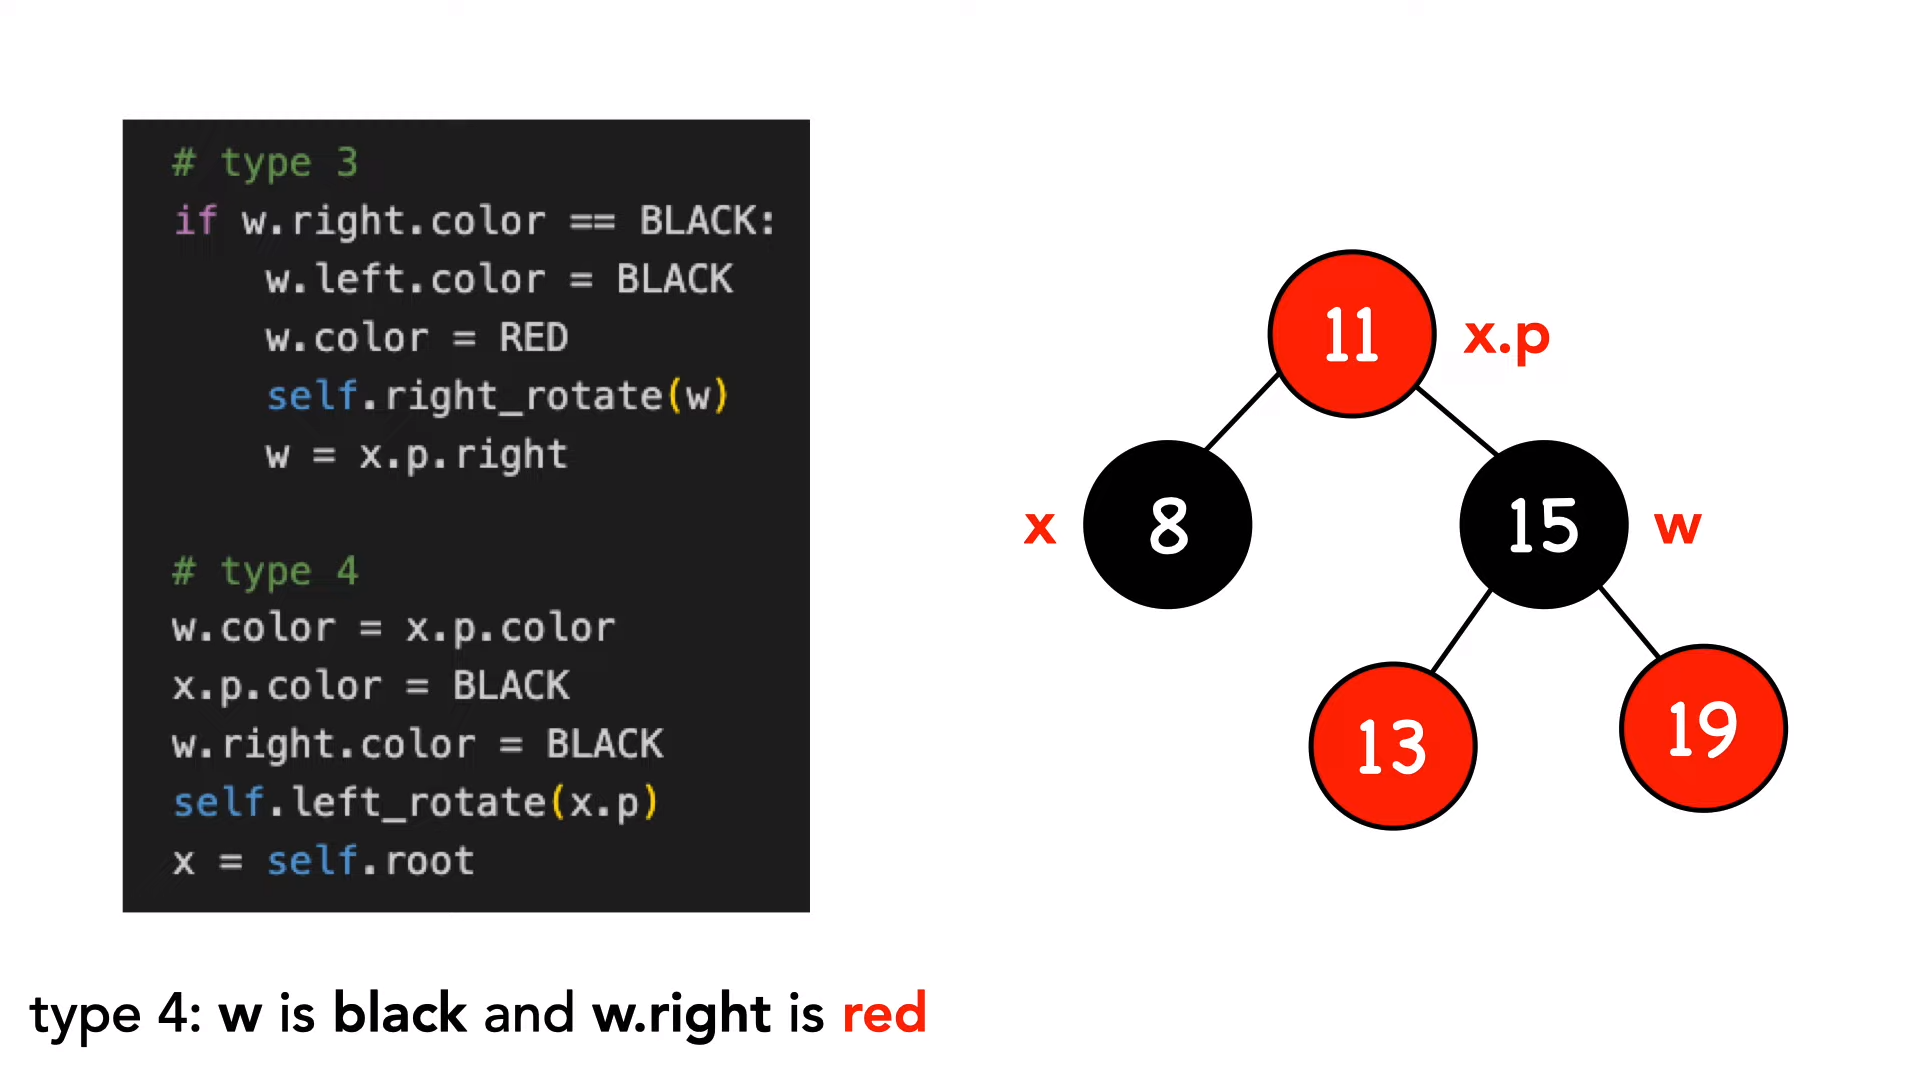 # type 3
if w.right.color == BLACK:
    w.left.color = BLACK
    w.color = RED
    self.right_rotate(w)
    w = x.p.right

# type 4
w.color = x.p.color
x.p.color = BLACK
w.right.color = BLACK
self.left_rotate(x.p)
x = self.root
11 x.p
x 8 15 w
13 19
type 4: w is black and w.right is red